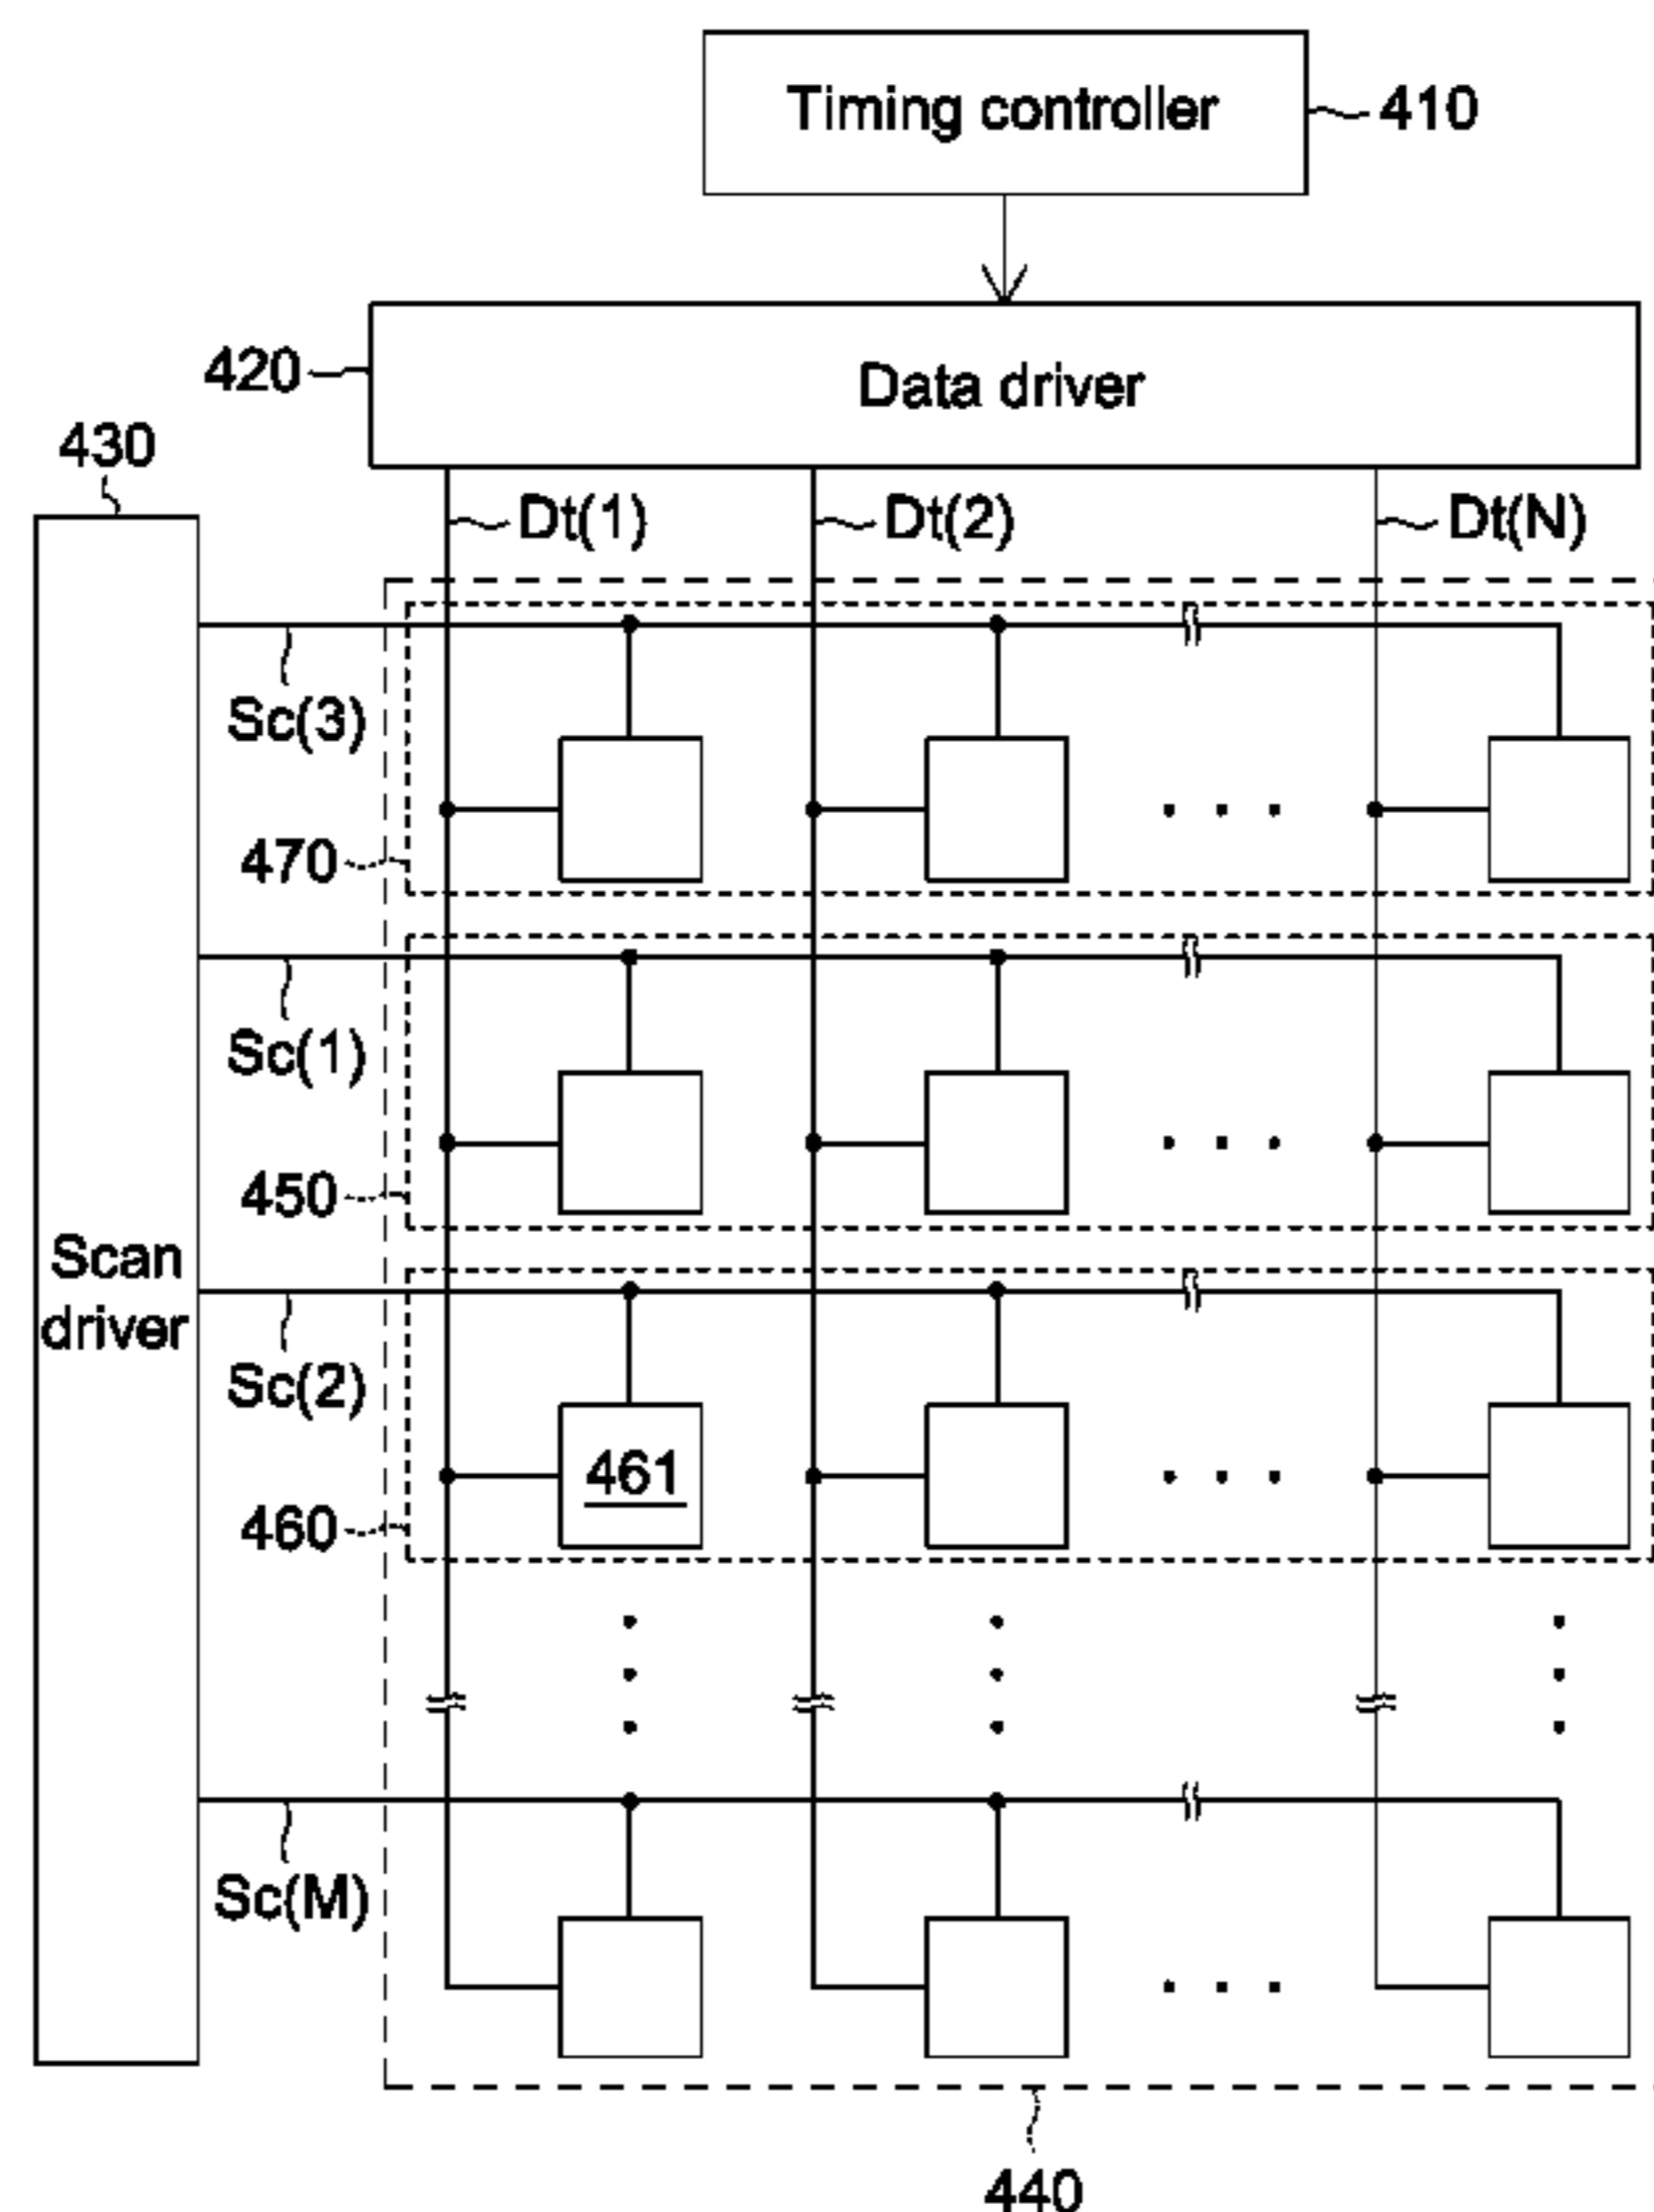 Timing controller
410
420
Data driver
430
Dt(1)
Dt(2)
Dt(N)
Sc(3)
470
Sc(1)
450
Scan
driver
Sc(2)
461
460
Sc(M)
440